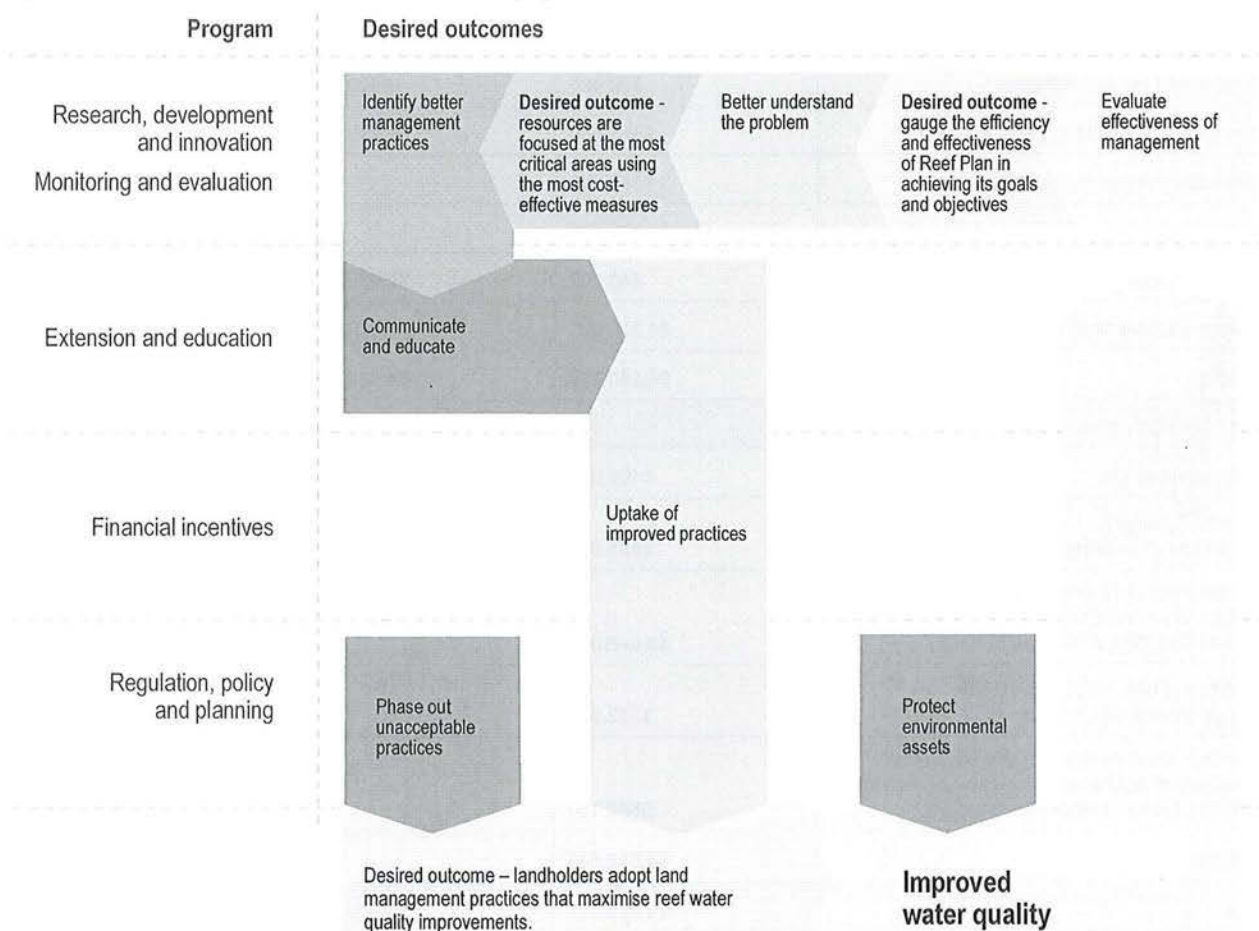 Program
Desired outcomes
Research, development
and innovation
Monitoring and evaluation
Identify better
management
practices
Desired outcome -
resources are
focused at the most
critical areas using
the most cost-
effective measures
Better understand
the problem
Desired outcome -
gauge the efficiency
and effectiveness
of Reef Plan in
achieving its goals
and objectives
Evaluate
effectiveness of
management
Extension and education
Communicate
and educate
Financial incentives
Uptake of
improved practices
Regulation, policy
and planning
Phase out
unacceptable
practices
Protect
environmental
assets
Desired outcome – landholders adopt land
management practices that maximise reef water
quality improvements.
Improved
water quality